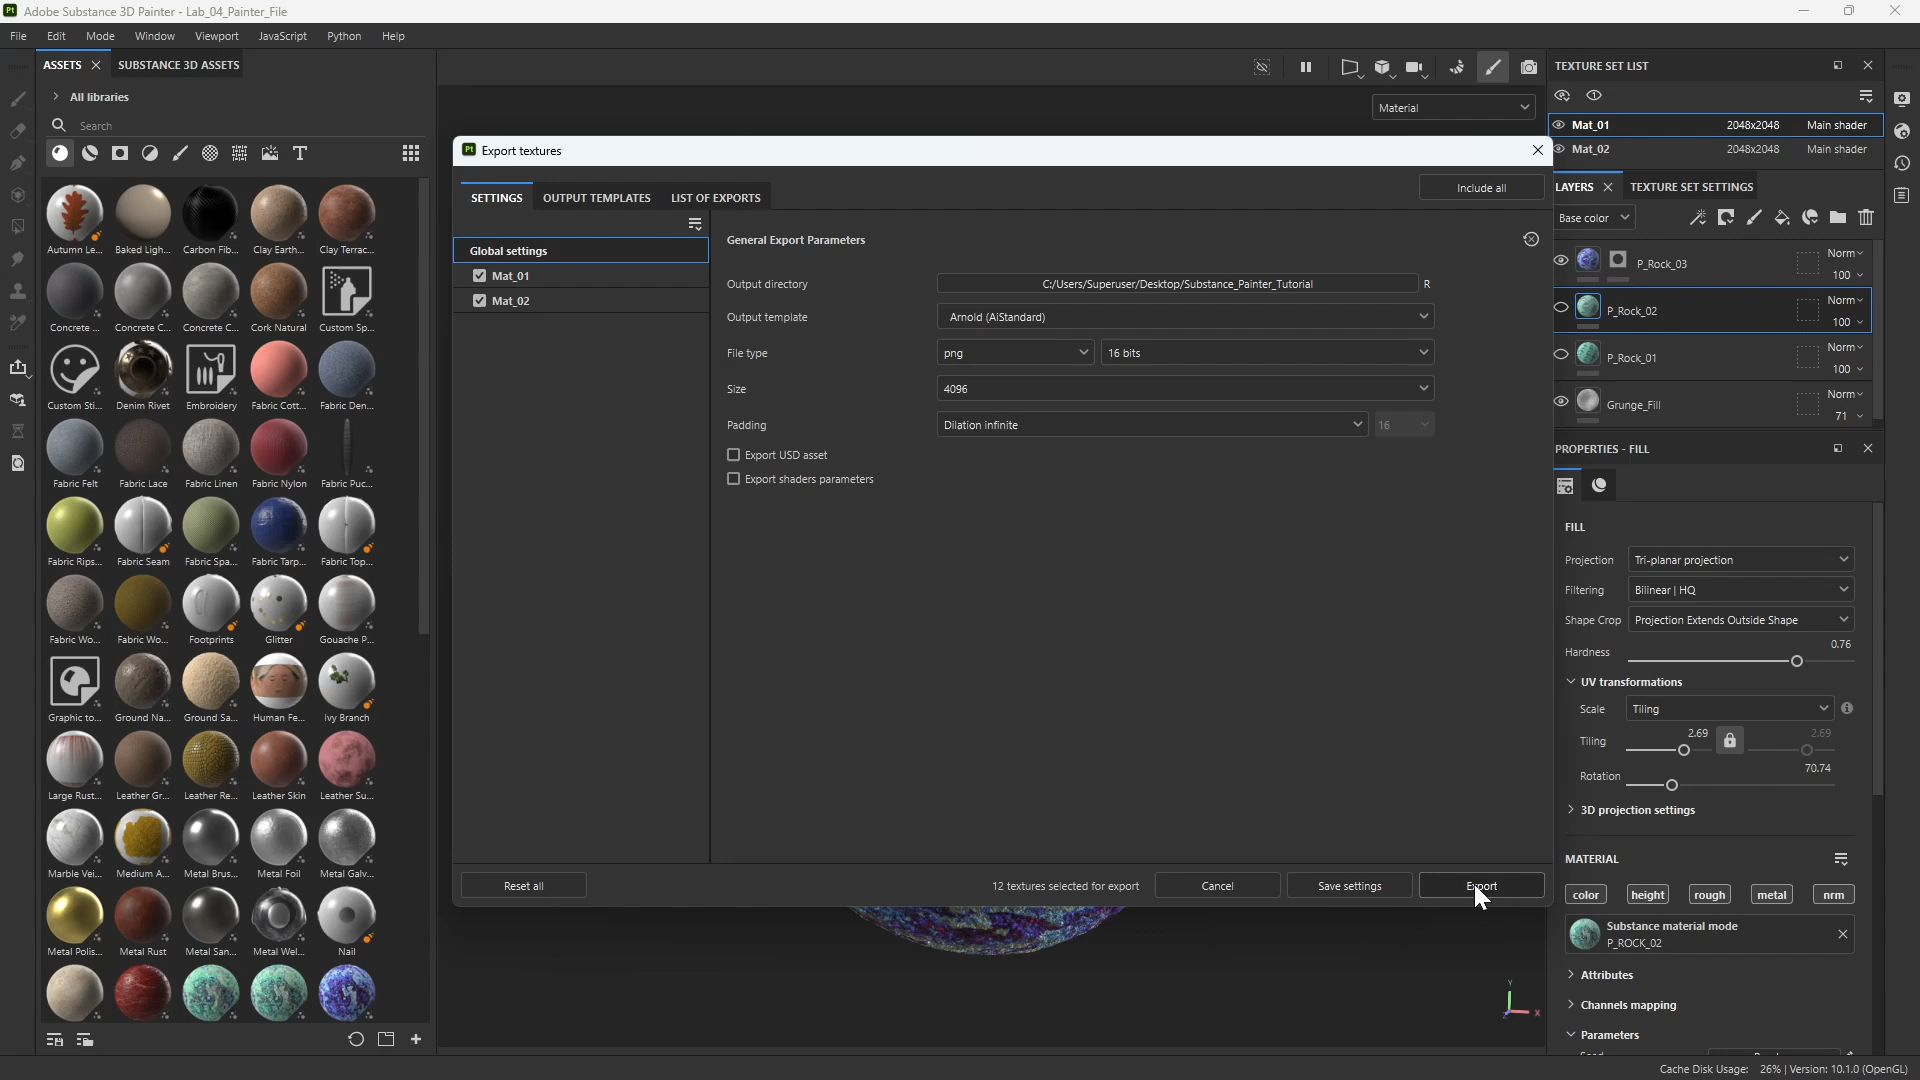 Adobe Substance 3D Painter - Lab_04_Painter_File
File Edit Mode Window Viewport JavaScript Python Help
ASSETS SUBSTANCE 3D ASSETS
All libraries
Search
Autumn Le... Baked Ligh... Carbon Fib... Clay Earth... Clay Terrac...
Concrete ... Concrete C... Concrete C... Cork Natural Custom Sp...
Custom Sti... Denim Rivet Embroidery Fabric Cott... Fabric Den...
Fabric Felt Fabric Lace Fabric Linen Fabric Nylon Fabric Puc...
Fabric Rips... Fabric Seam Fabric Spa... Fabric Tarp... Fabric Top...
Fabric Wo... Fabric Wo... Footprints Glitter Gouache P...
Graphic to... Ground Na... Ground Sa... Human Fe... Ivy Branch
Large Rust... Leather Gr... Leather Re... Leather Skin Leather Su...
Marble Vei... Medium A... Metal Brus... Metal Foil Metal Galv...
Metal Polis... Metal Rust Metal San... Metal Wel... Nail
Material
Pt Export textures
Include all
SETTINGS OUTPUT TEMPLATES LIST OF EXPORTS
Global settings
Mat_01
Mat_02
General Export Parameters
Output directory C:/Users/Superuser/Desktop/Substance_Painter_Tutorial R
Output template Arnold (AiStandard)
File type png 16 bits
Size 4096
Padding Dilation infinite 16
Export USD asset
Export shaders parameters
Reset all 12 textures selected for export Cancel Save settings Export
Y
X
TEXTURE SET LIST
Mat_01 2048x2048 Main shader
Mat_02 2048x2048 Main shader
LAYERS TEXTURE SET SETTINGS
Base color
P_Rock_03 Norm 100
P_Rock_02 Norm 100
P_Rock_01 Norm 100
Grunge_Fill Norm 71
PROPERTIES - FILL
FILL
Projection Tri-planar projection
Filtering Bilinear | HQ
Shape Crop Projection Extends Outside Shape
Hardness 0.76
UV transformations
Scale Tiling
Tiling 2.69 2.69
Rotation 70.74
3D projection settings
MATERIAL
color height rough metal nrm
Substance material mode
P_ROCK_02
Attributes
Channels mapping
Parameters
Cache Disk Usage: 26% | Version: 10.1.0 (OpenGL)